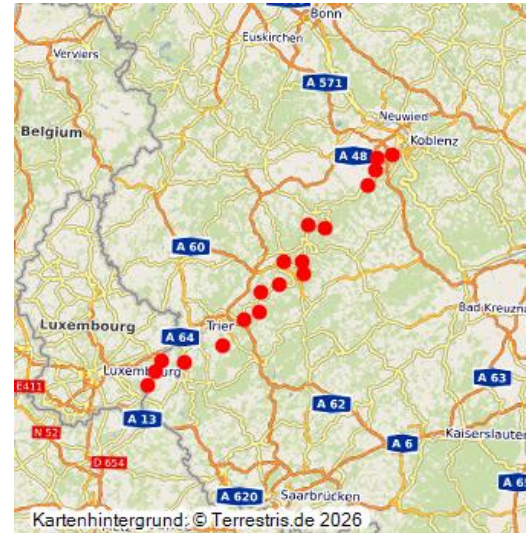 Bonn
Verviers
Euskirchen
A 571
Neuwied
Belgium
A 48
Koblenz
A 60
Luxembourg
Trier
A 64
Bad Kreuzna
Luxembourg
E411
A 63
A 13
A 62
N 52
A 6
Kaiserslauter
D 654
A 620
Saarbrücken
A 65
Kartenhintergrund: © Terrestris.de 2026